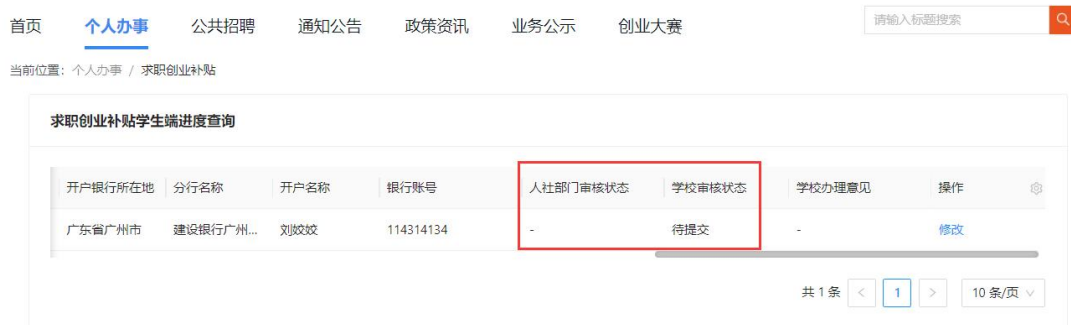 首页 个人办事 公共招聘 通知公告 政策资讯 业务公示 创业大赛 请输入标题搜索
当前位置：个人办事 / 求职创业补贴
求职创业补贴学生端进度查询
开户银行所在地 分行名称 开户名称 银行账号 人社部门审核状态 学校审核状态 学校办理意见 操作
广东省广州市 建设银行广州... 刘姣姣 114314134 - 待提交 - 修改
共 1 条 < 1 > 10 条/页